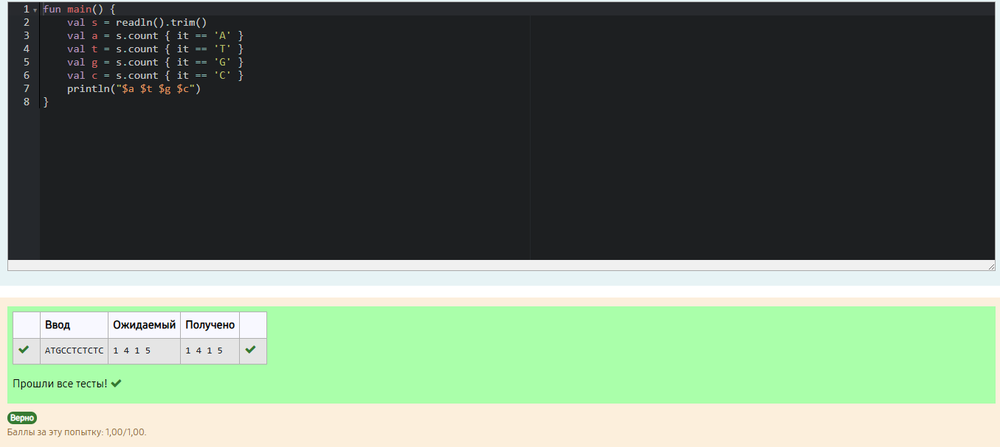 1 fun main() {
2     val s = readln().trim()
3     val a = s.count { it == 'A' }
4     val t = s.count { it == 'T' }
5     val g = s.count { it == 'G' }
6     val c = s.count { it == 'C' }
7     println("$a $t $g $c")
8 }
Ввод Ожидаемый Получено
ATGCCTCTCTC 1 4 1 5 1 4 1 5
Прошли все тесты!
Верно
Баллы за эту попытку: 1,00/1,00.